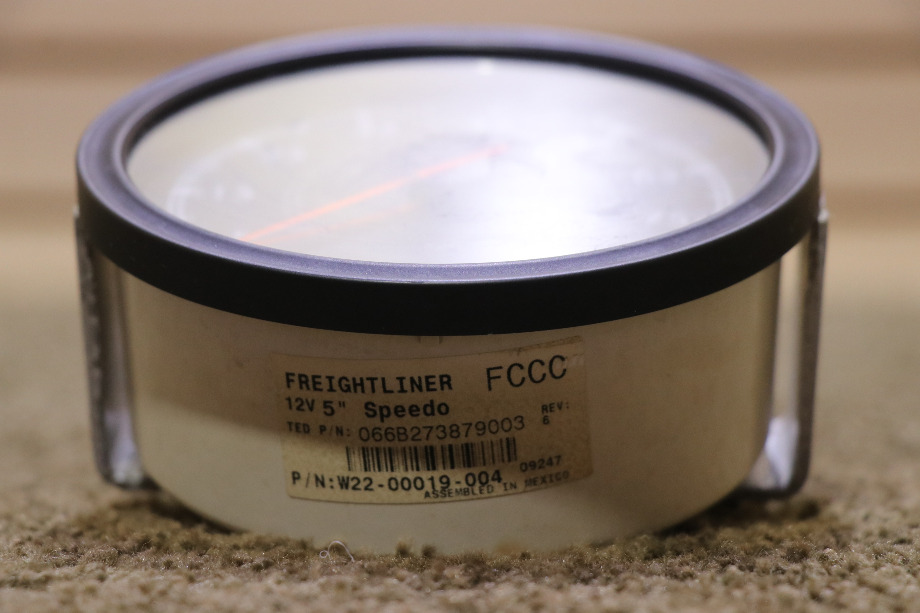 FREIGHTLINER FCCC
12V 5" Speedo
TED P/N: 066B273879003 REV: 6
09247
P/N:W22-00019-004
ASSEMBLED IN MEXICO